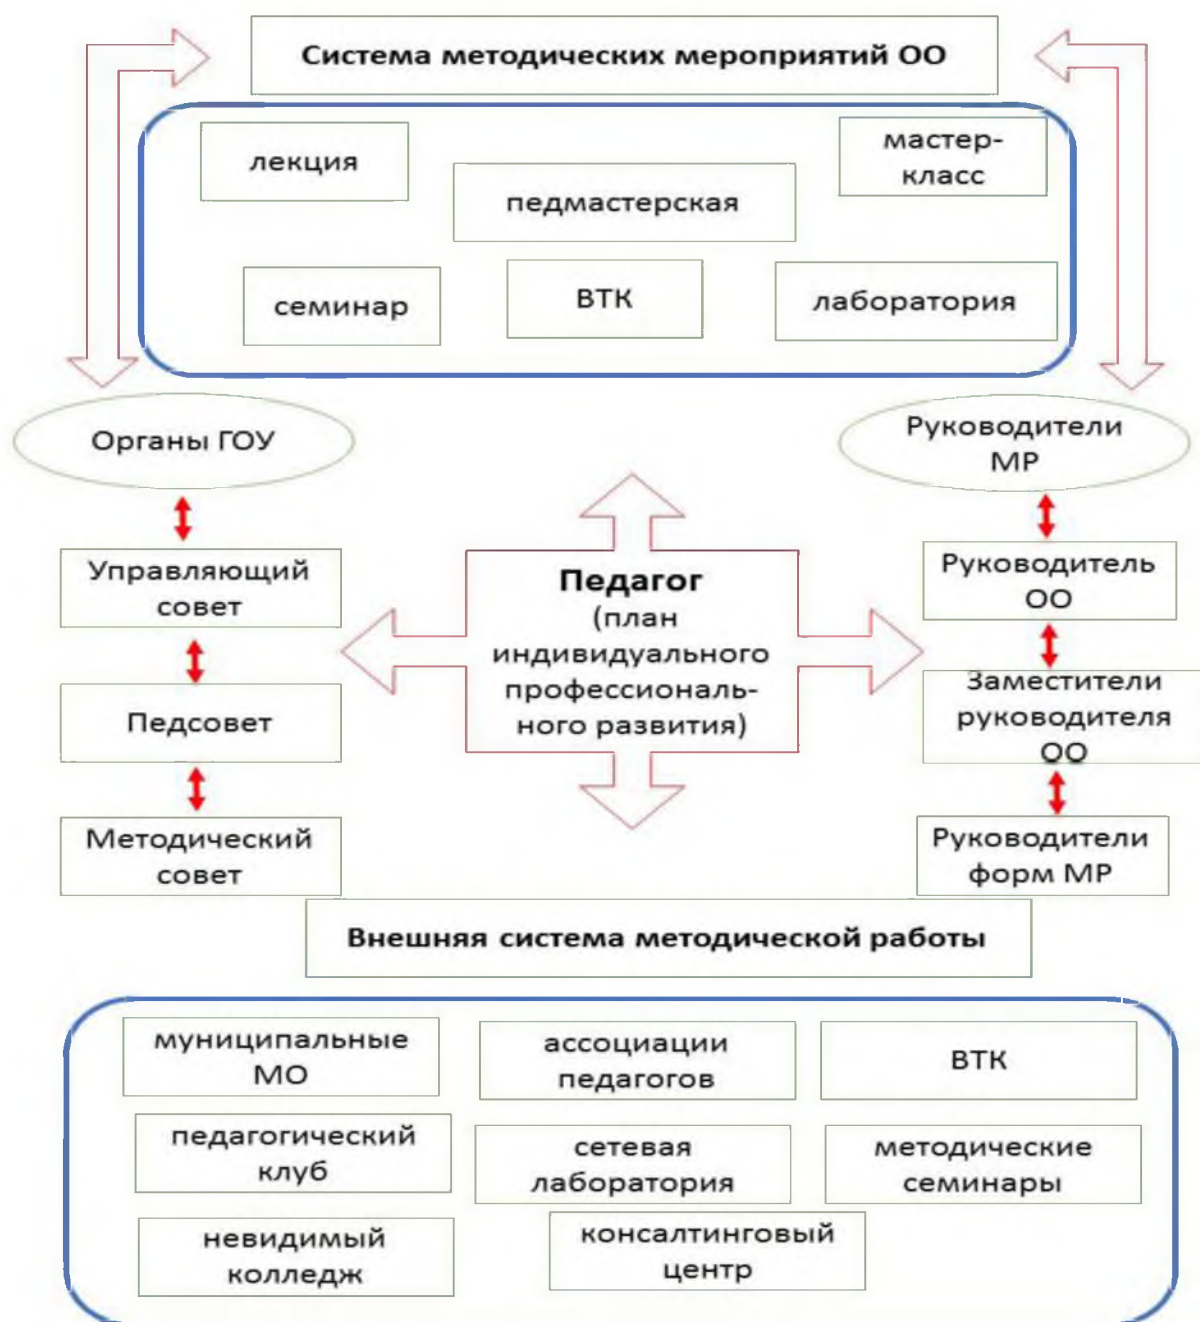 Система методических мероприятий ОО
лекция
педмастерская
мастер-
класс
семинар
ВТК
лаборатория
Органы ГОУ
Управляющий
совет
Педсовет
Методический
совет
Педагог
(план
индивидуального
профессиональ-
ного развития)
Руководители
МР
Руководитель
ОО
Заместители
руководителя
ОО
Руководители
форм МР
Внешняя система методической работы
муниципальные
МО
ассоциации
педагогов
ВТК
педагогический
клуб
сетевая
лаборатория
методические
семинары
невидимый
колледж
консалтинговый
центр